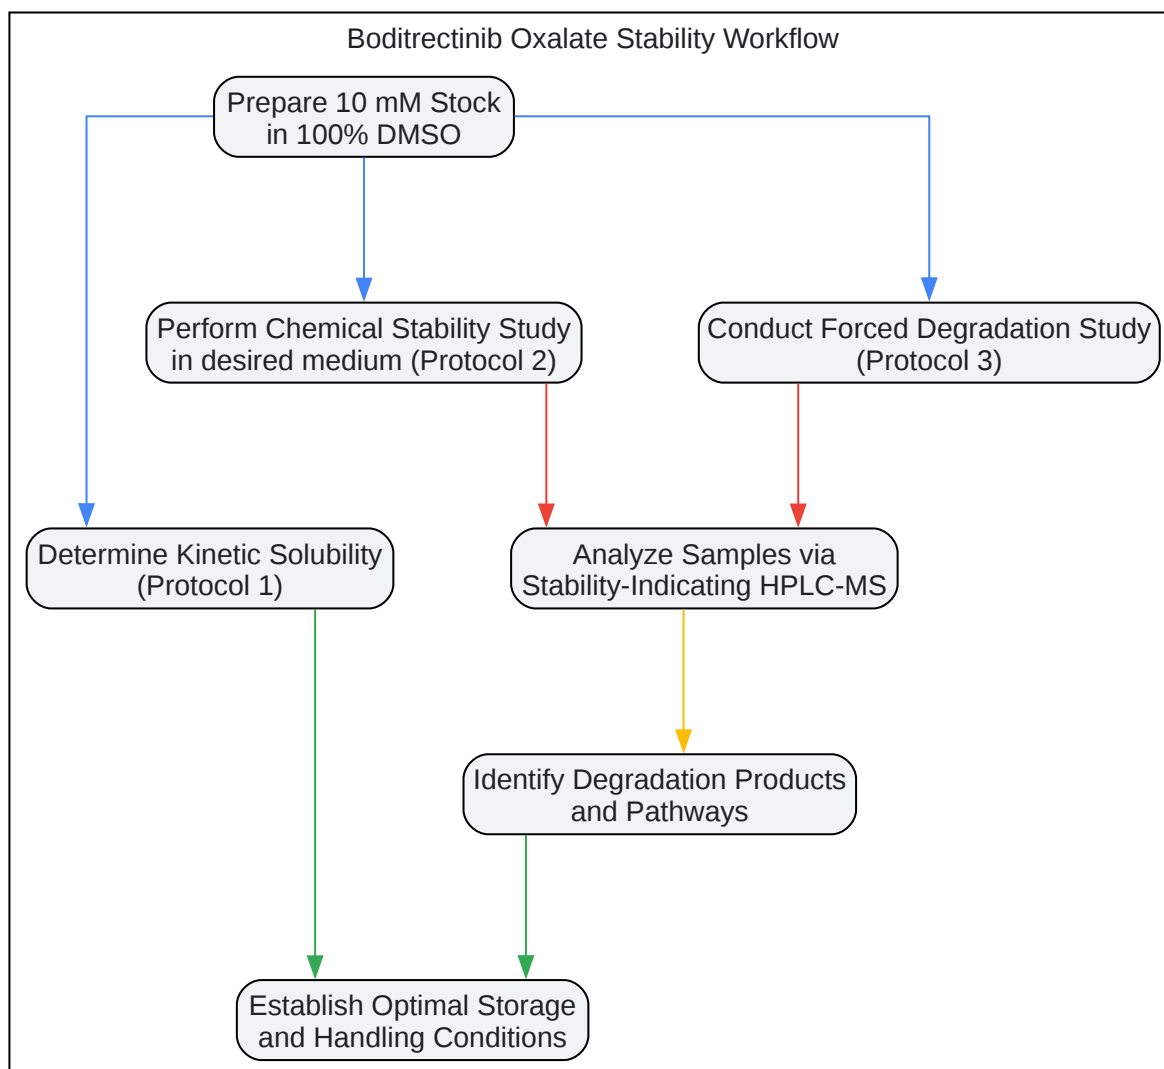 Boditrectinib Oxalate Stability Workflow
Prepare 10 mM Stock
in 100% DMSO
Perform Chemical Stability Study
in desired medium (Protocol 2)
Conduct Forced Degradation Study
(Protocol 3)
Determine Kinetic Solubility
(Protocol 1)
Analyze Samples via
Stability-Indicating HPLC-MS
Identify Degradation Products
and Pathways
Establish Optimal Storage
and Handling Conditions